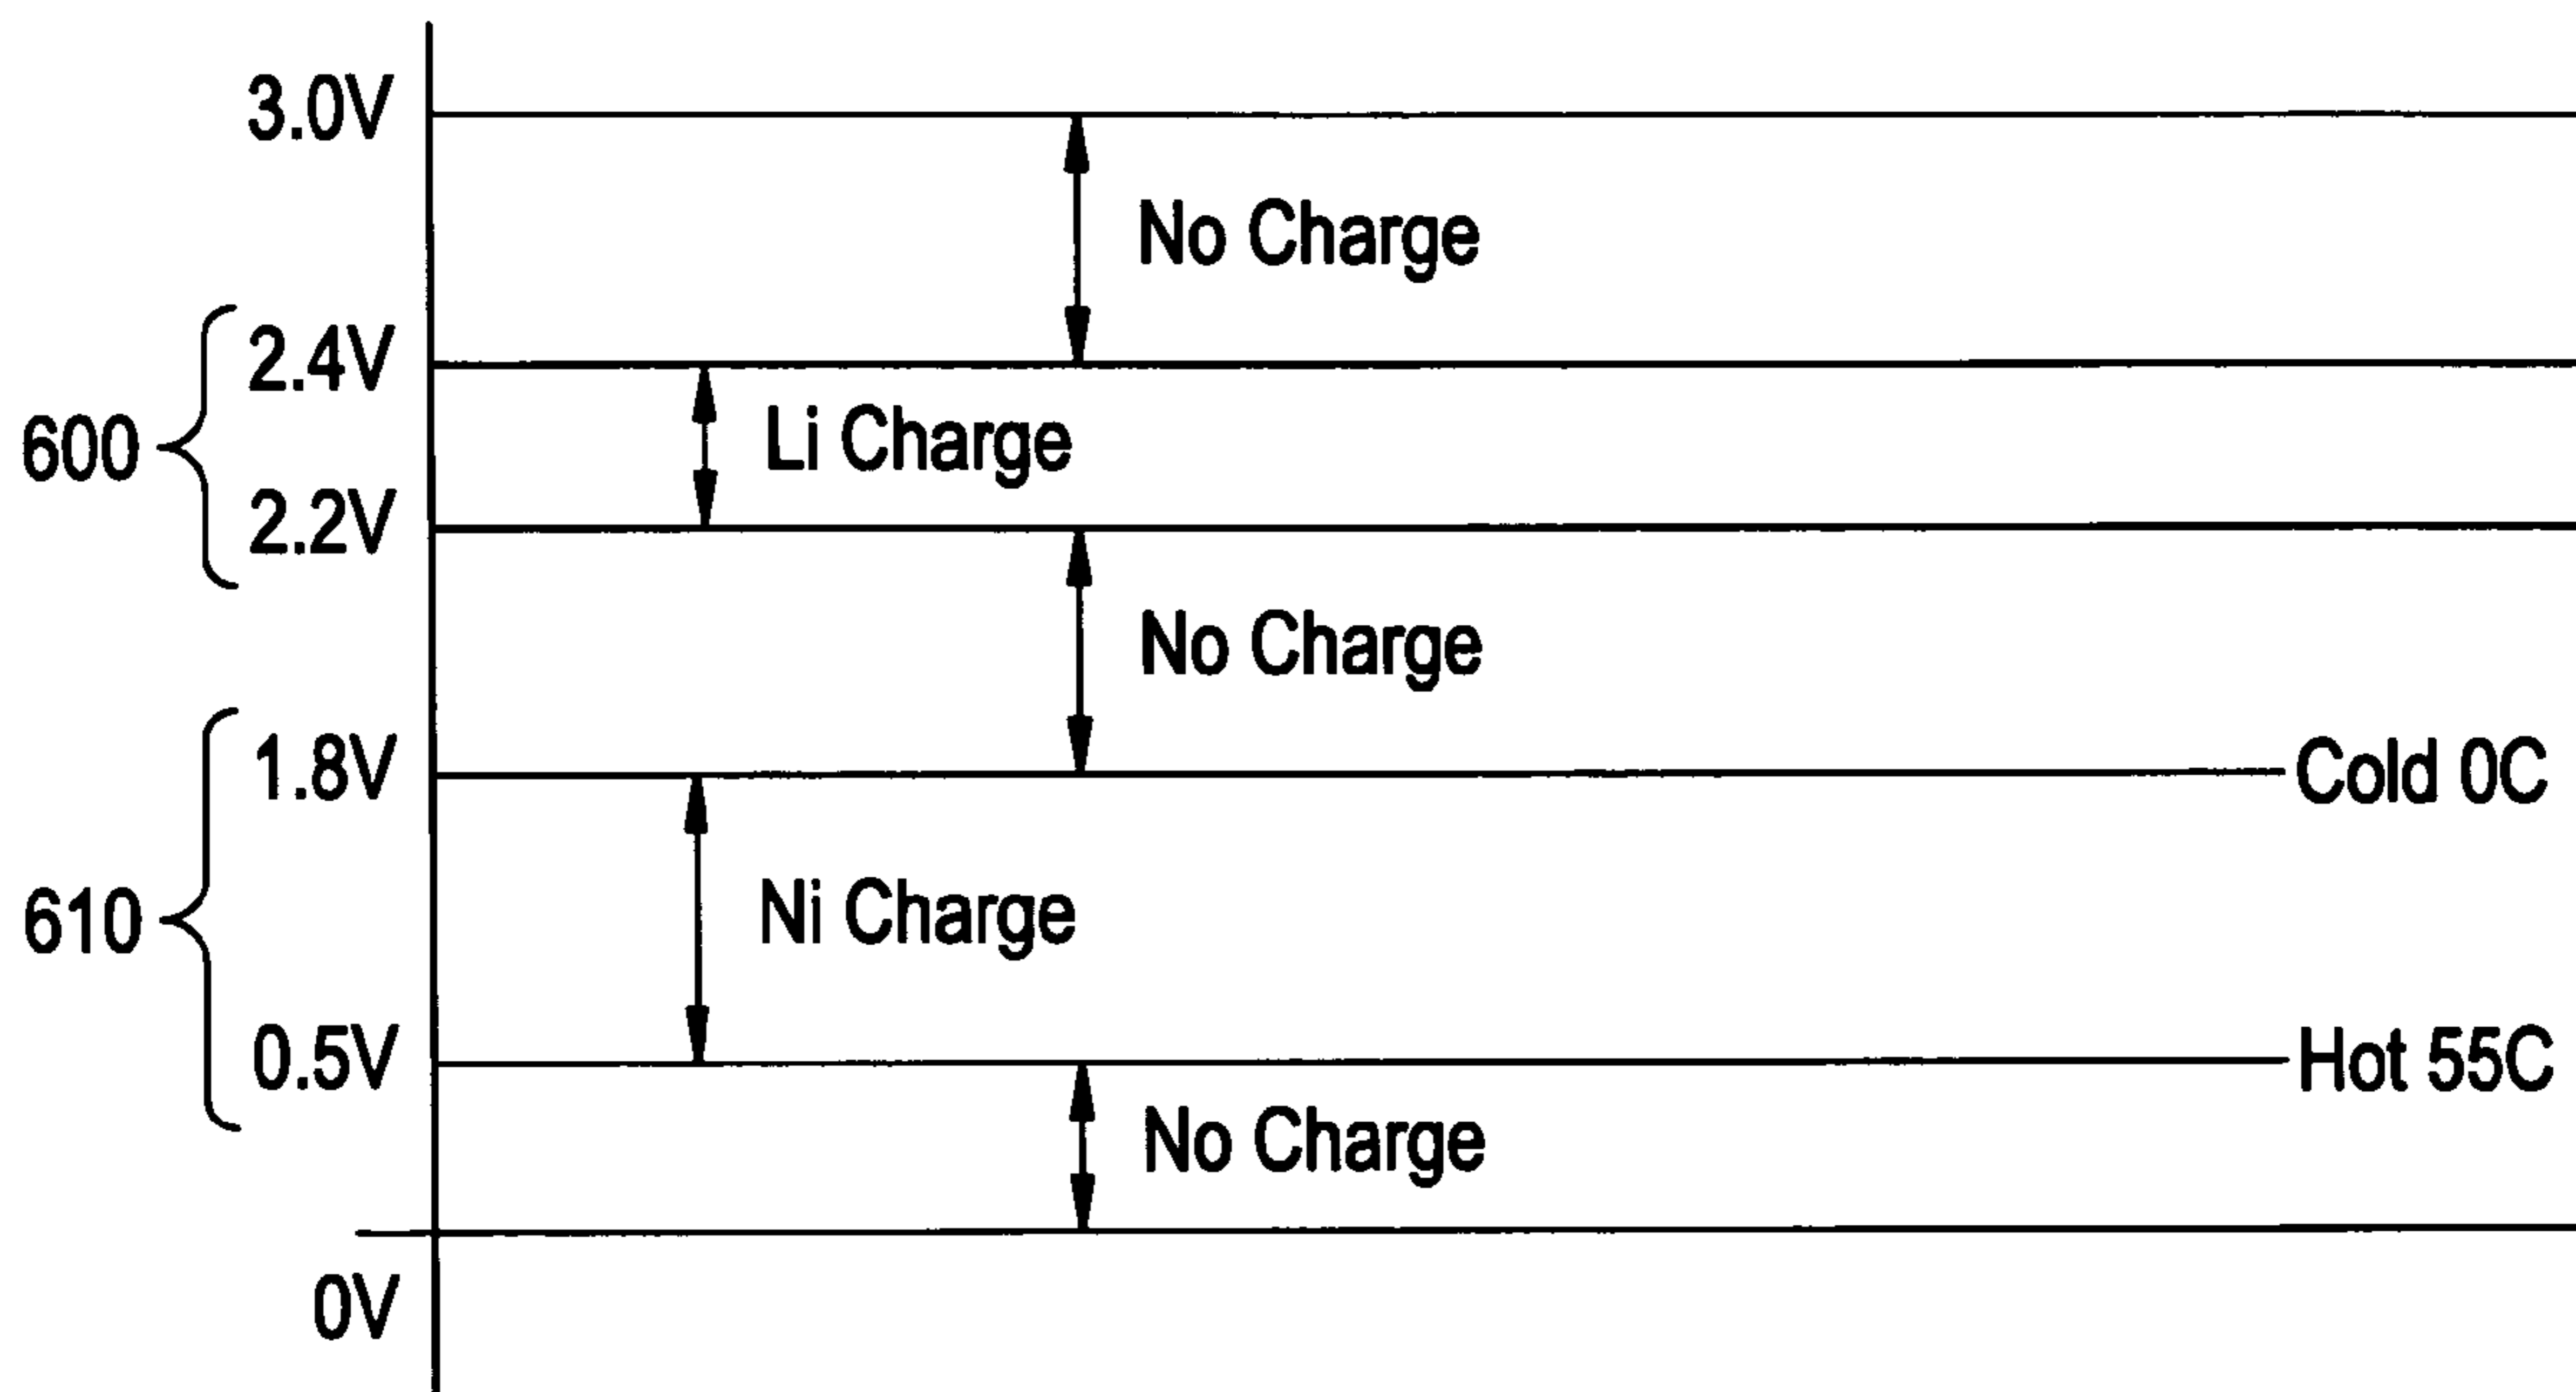 3.0V
No Charge
2.4V
600
Li Charge
2.2V
No Charge
1.8V
Cold 0C
610
Ni Charge
0.5V
Hot 55C
No Charge
0V